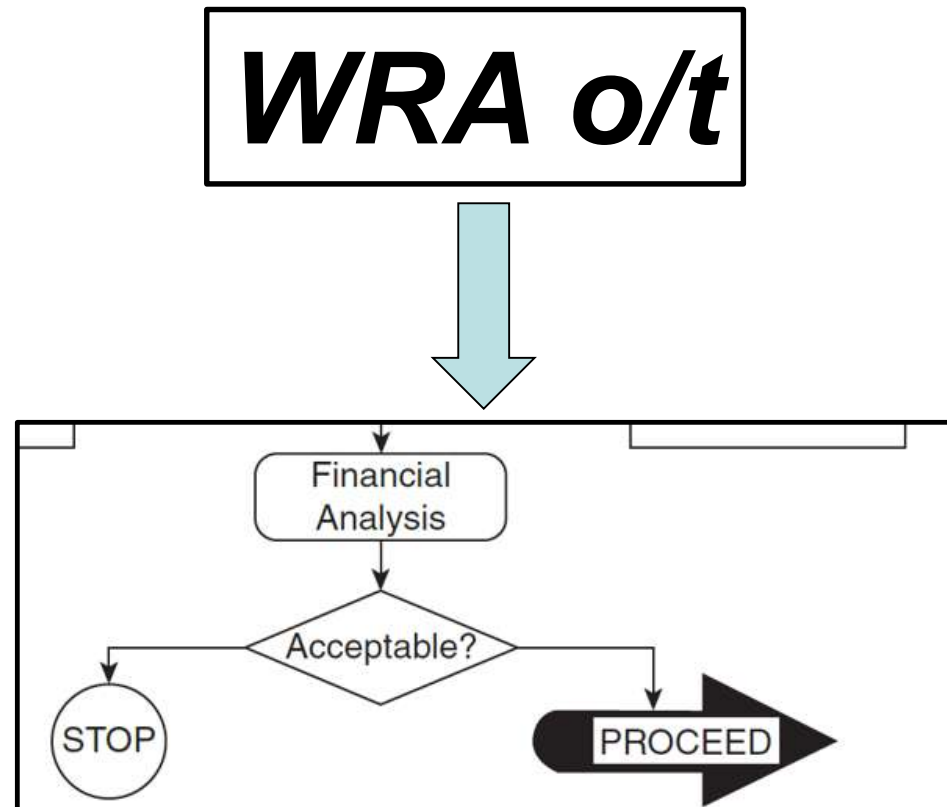 WRA o/t
Financial
Analysis
Acceptable?
STOP
PROCEED